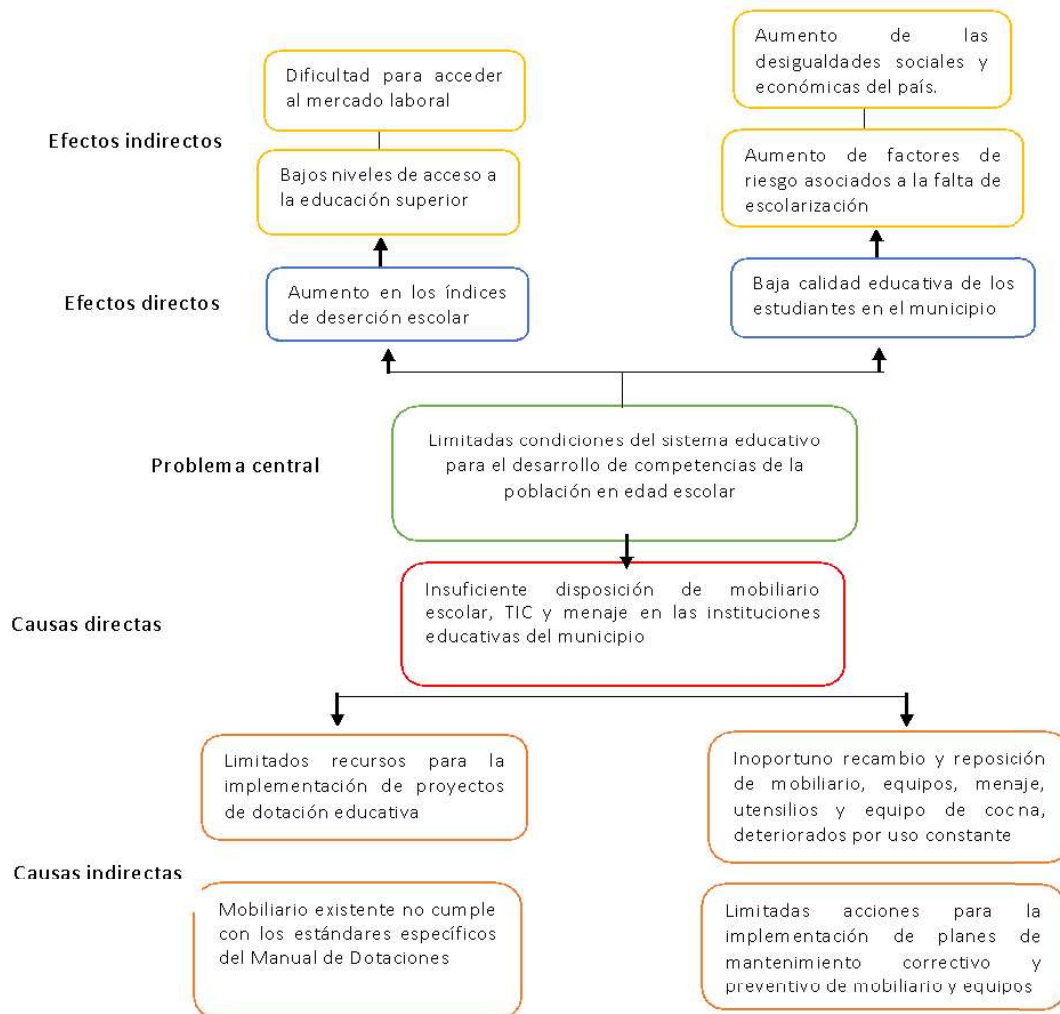 Dificultad para acceder
al mercado laboral
Aumento de las
desigualdades sociales y
económicas del país.
Efectos indirectos
Bajos niveles de acceso a
la educación superior
Aumento de factores de
riesgo asociados a la falta de
escolarización
Efectos directos
Aumento en los índices
de deserción escolar
Baja calidad educativa de los
estudiantes en el municipio
Problema central
Limitadas condiciones del sistema educativo
para el desarrollo de competencias de la
población en edad escolar
Causas directas
Insuficiente disposición de mobiliario
escolar, TIC y menaje en las instituciones
educativas del municipio
Limitados recursos para la
implementación de proyectos
de dotación educativa
Inoportuno recambio y reposición
de mobiliario, equipos, menaje,
utensilios y equipo de cocna,
deteriorados por uso constante
Causas indirectas
Mobiliario existente no cumple
con los estándares específicos
del Manual de Dotaciones
Limitadas acciones para la
implementación de planes de
mantenimiento correctivo y
preventivo de mobiliario y equipos